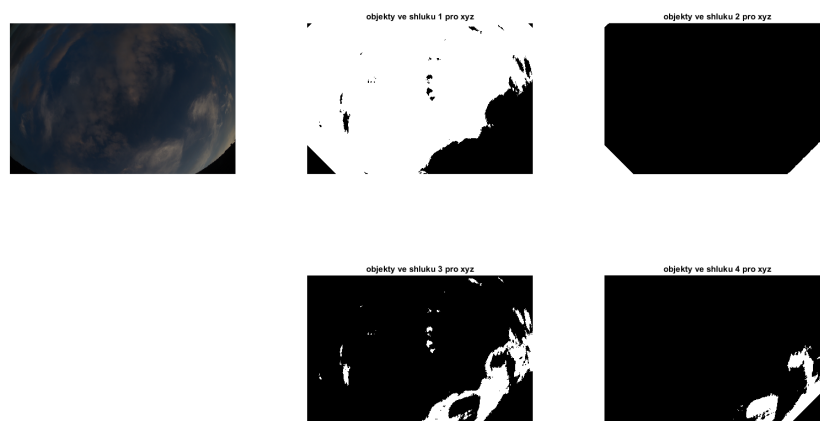 objekty ve shluku 1 pro xyz
objekty ve shluku 2 pro xyz
objekty ve shluku 3 pro xyz
objekty ve shluku 4 pro xyz